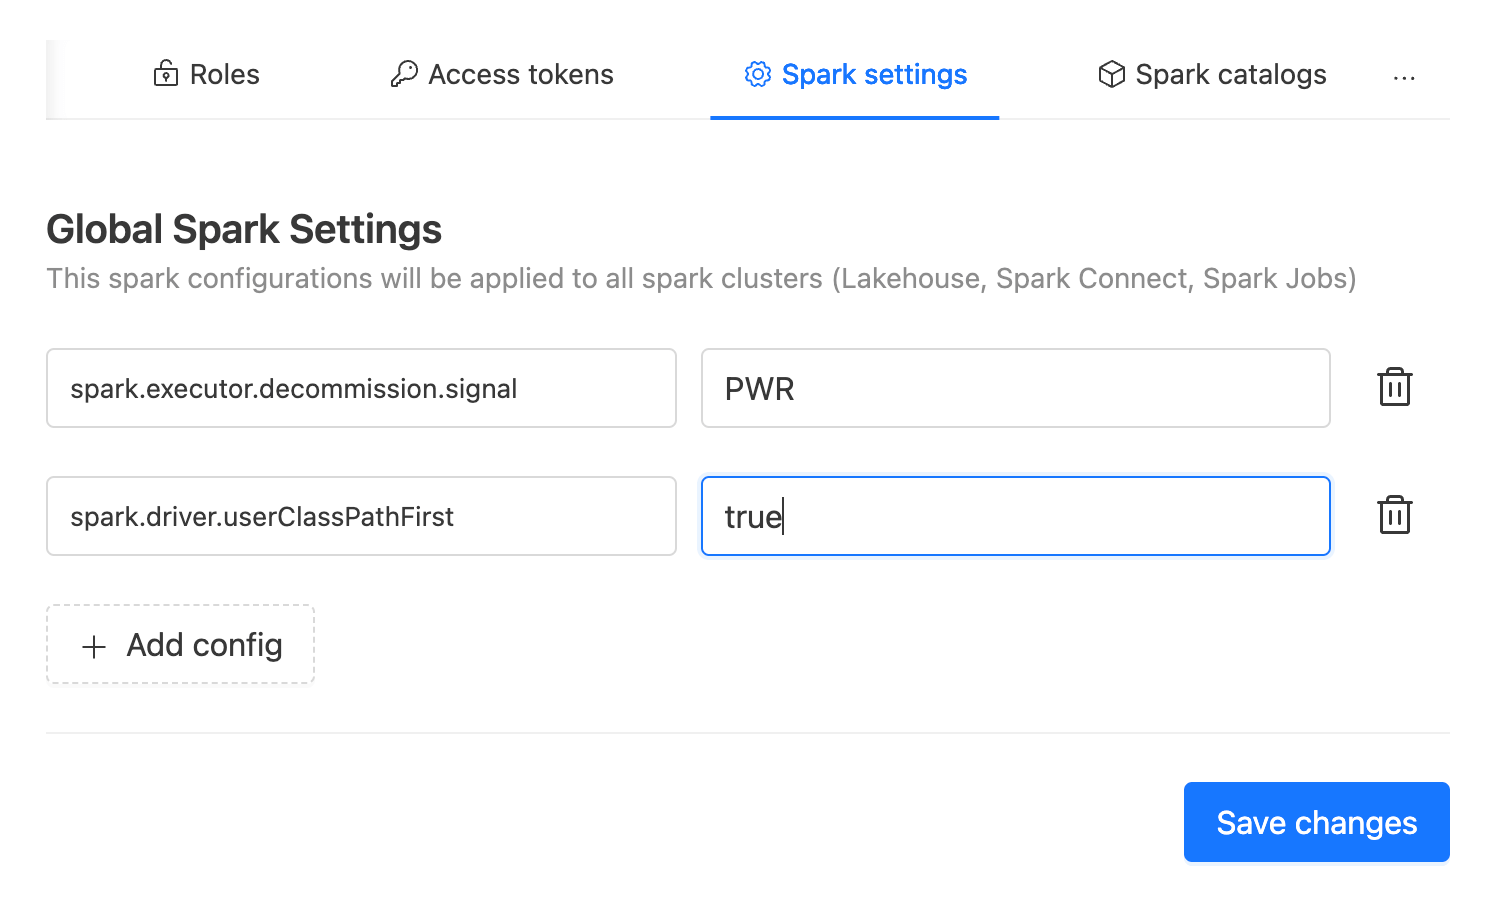 Roles Access tokens Spark settings Spark catalogs ...
Global Spark Settings
This spark configurations will be applied to all spark clusters (Lakehouse, Spark Connect, Spark Jobs)
spark.executor.decommission.signal PWR
spark.driver.userClassPathFirst true
+ Add config
Save changes